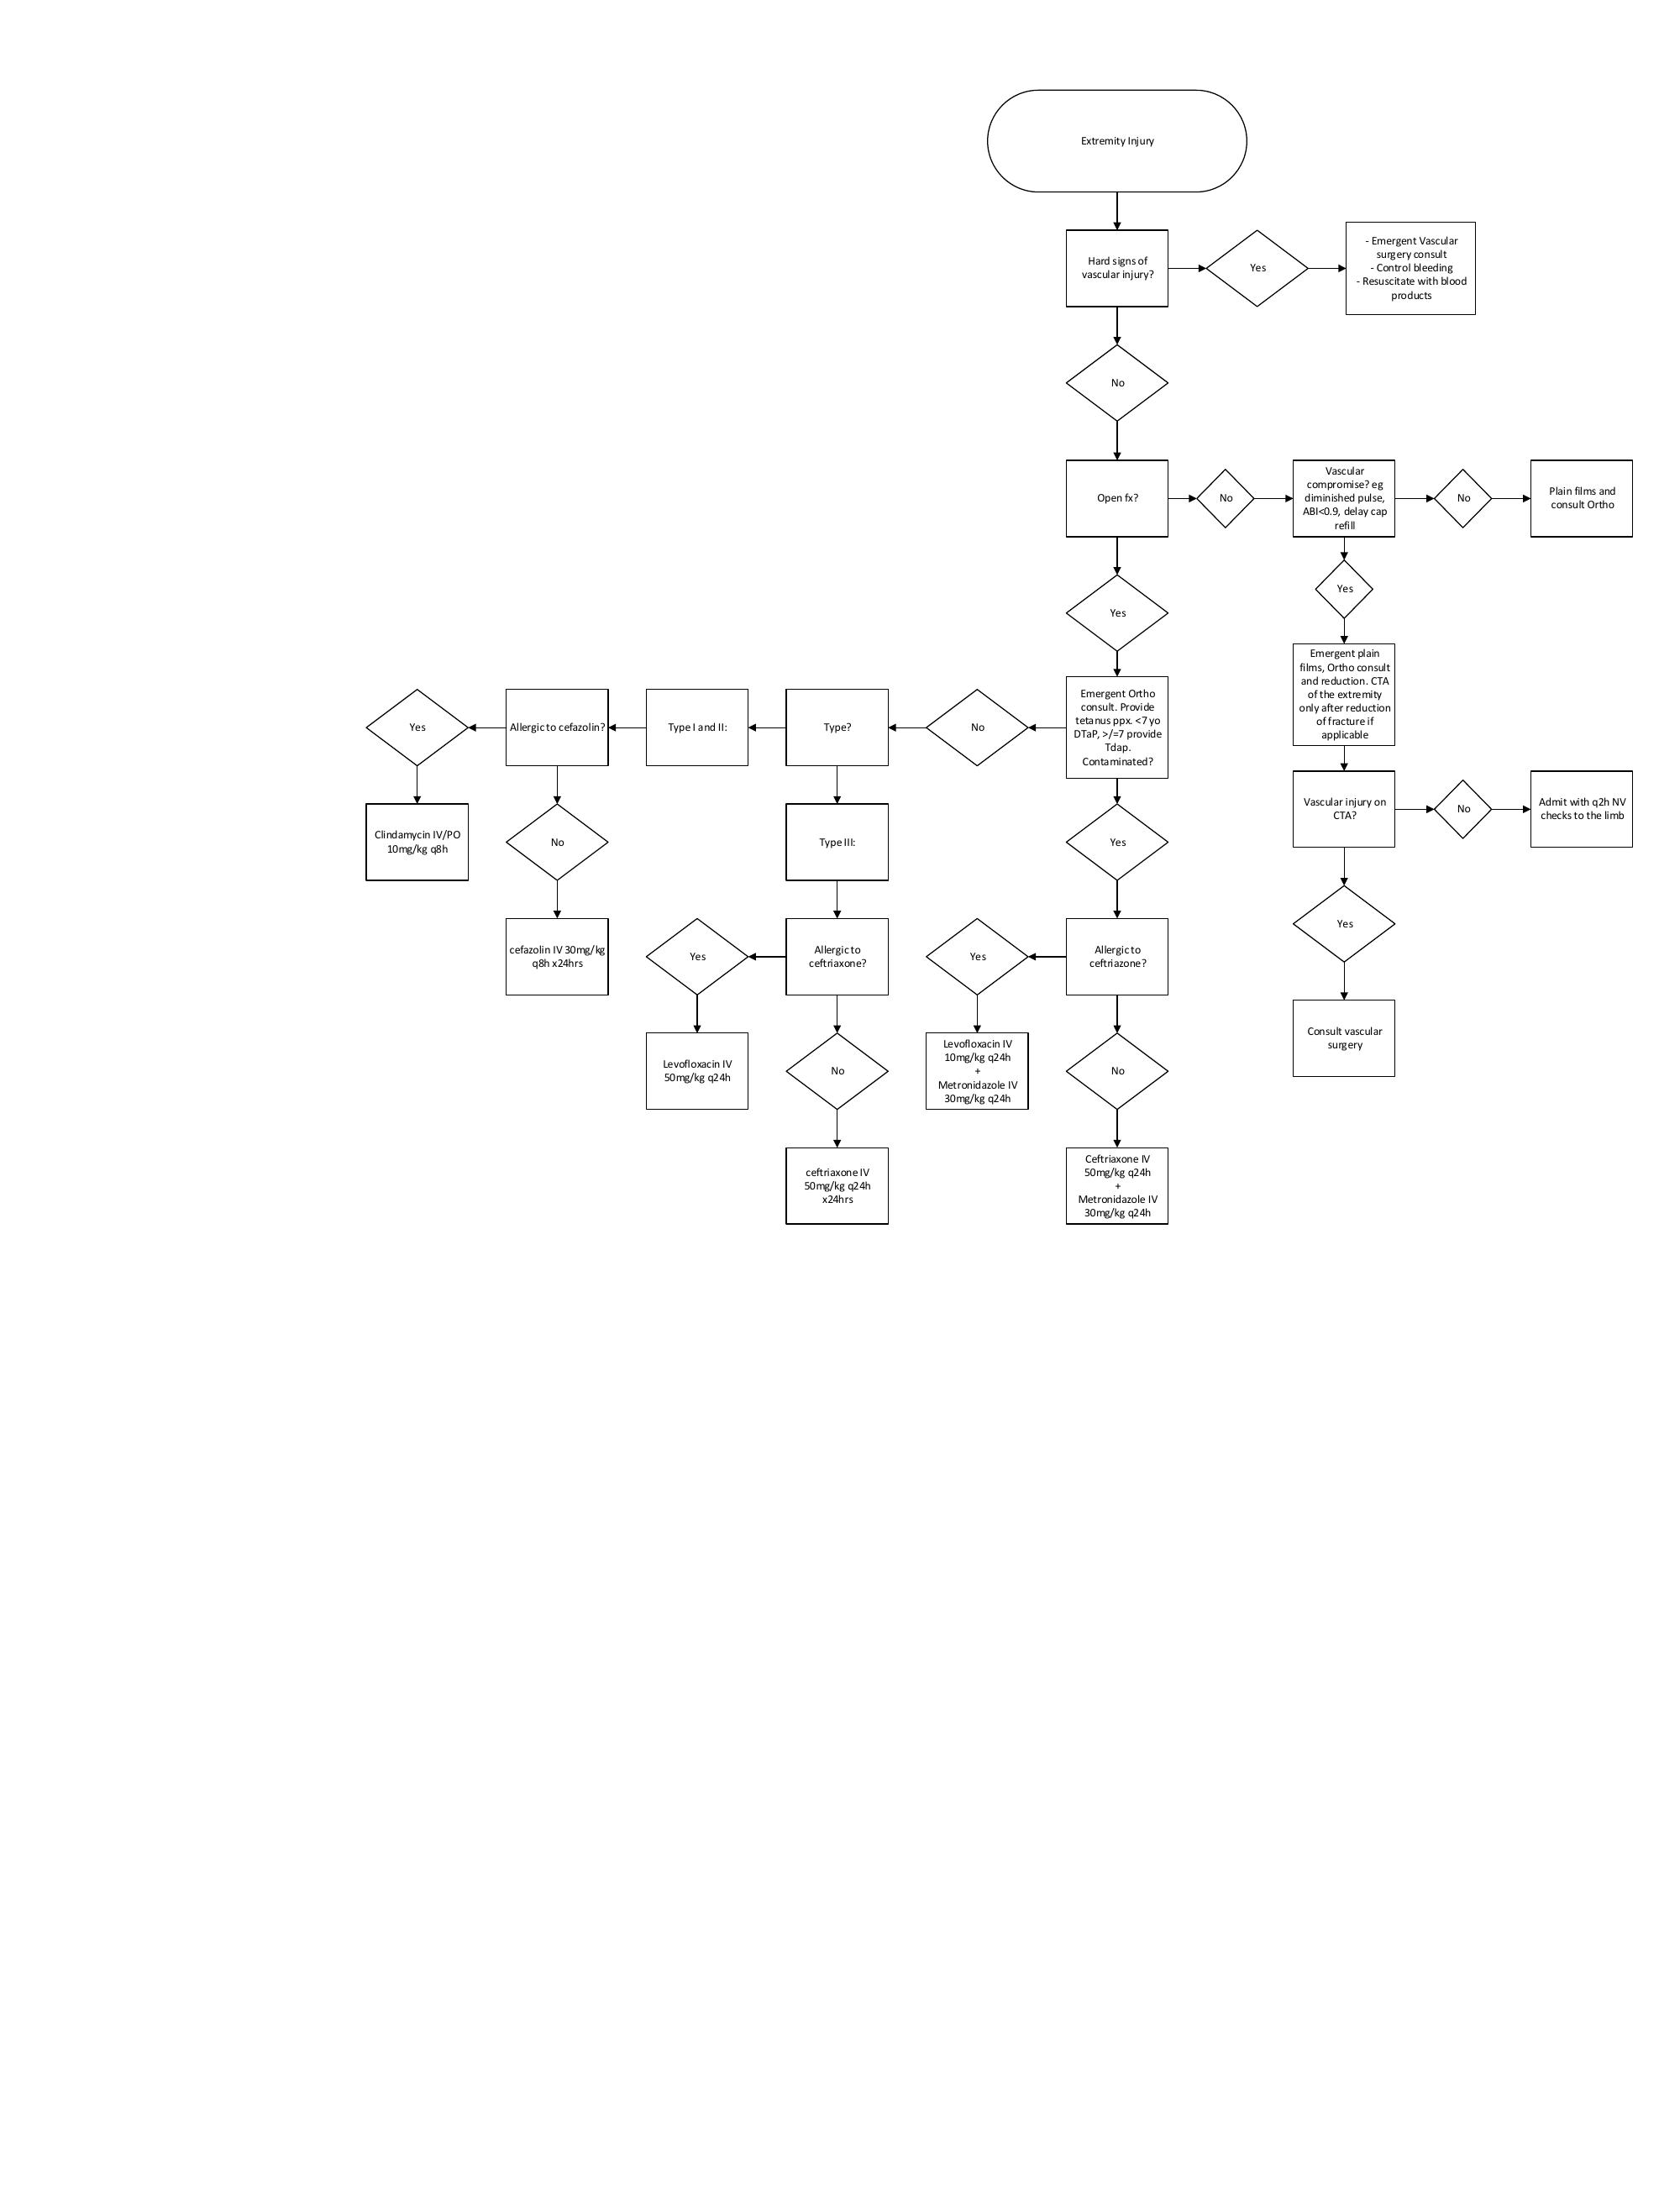 Extremity Injury
Hard signs of
vascular injury?
Yes
- Emergent Vascular
surgery consult
- Control bleeding
- Resuscitate with blood
products
No
Open fx?
No
Vascular
compromise? eg
diminished pulse,
ABI<0.9, delay cap
refill
No
Plain films and
consult Ortho
Yes
Yes
Emergent plain
films, Ortho consult
and reduction. CTA
of the extremity
only after reduction
of fracture if
applicable
Emergent Ortho
consult. Provide
tetanus ppx. <7 yo
DTaP, >/=7 provide
Tdap.
Contaminated?
No
Type?
Type I and II:
Allergic to cefazolin?
Yes
Clindamycin IV/PO
10mg/kg q8h
No
cefazolin IV 30mg/kg
q8h x24hrs
Type III:
Allergic to
ceftriaxone?
Yes
Levofloxacin IV
50mg/kg q24h
No
ceftriaxone IV
50mg/kg q24h
x24hrs
Yes
Allergic to
ceftriazone?
Yes
Levofloxacin IV
10mg/kg q24h
+
Metronidazole IV
30mg/kg q24h
No
Ceftriaxone IV
50mg/kg q24h
+
Metronidazole IV
30mg/kg q24h
Vascular injury on
CTA?
No
Admit with q2h NV
checks to the limb
Yes
Consult vascular
surgery